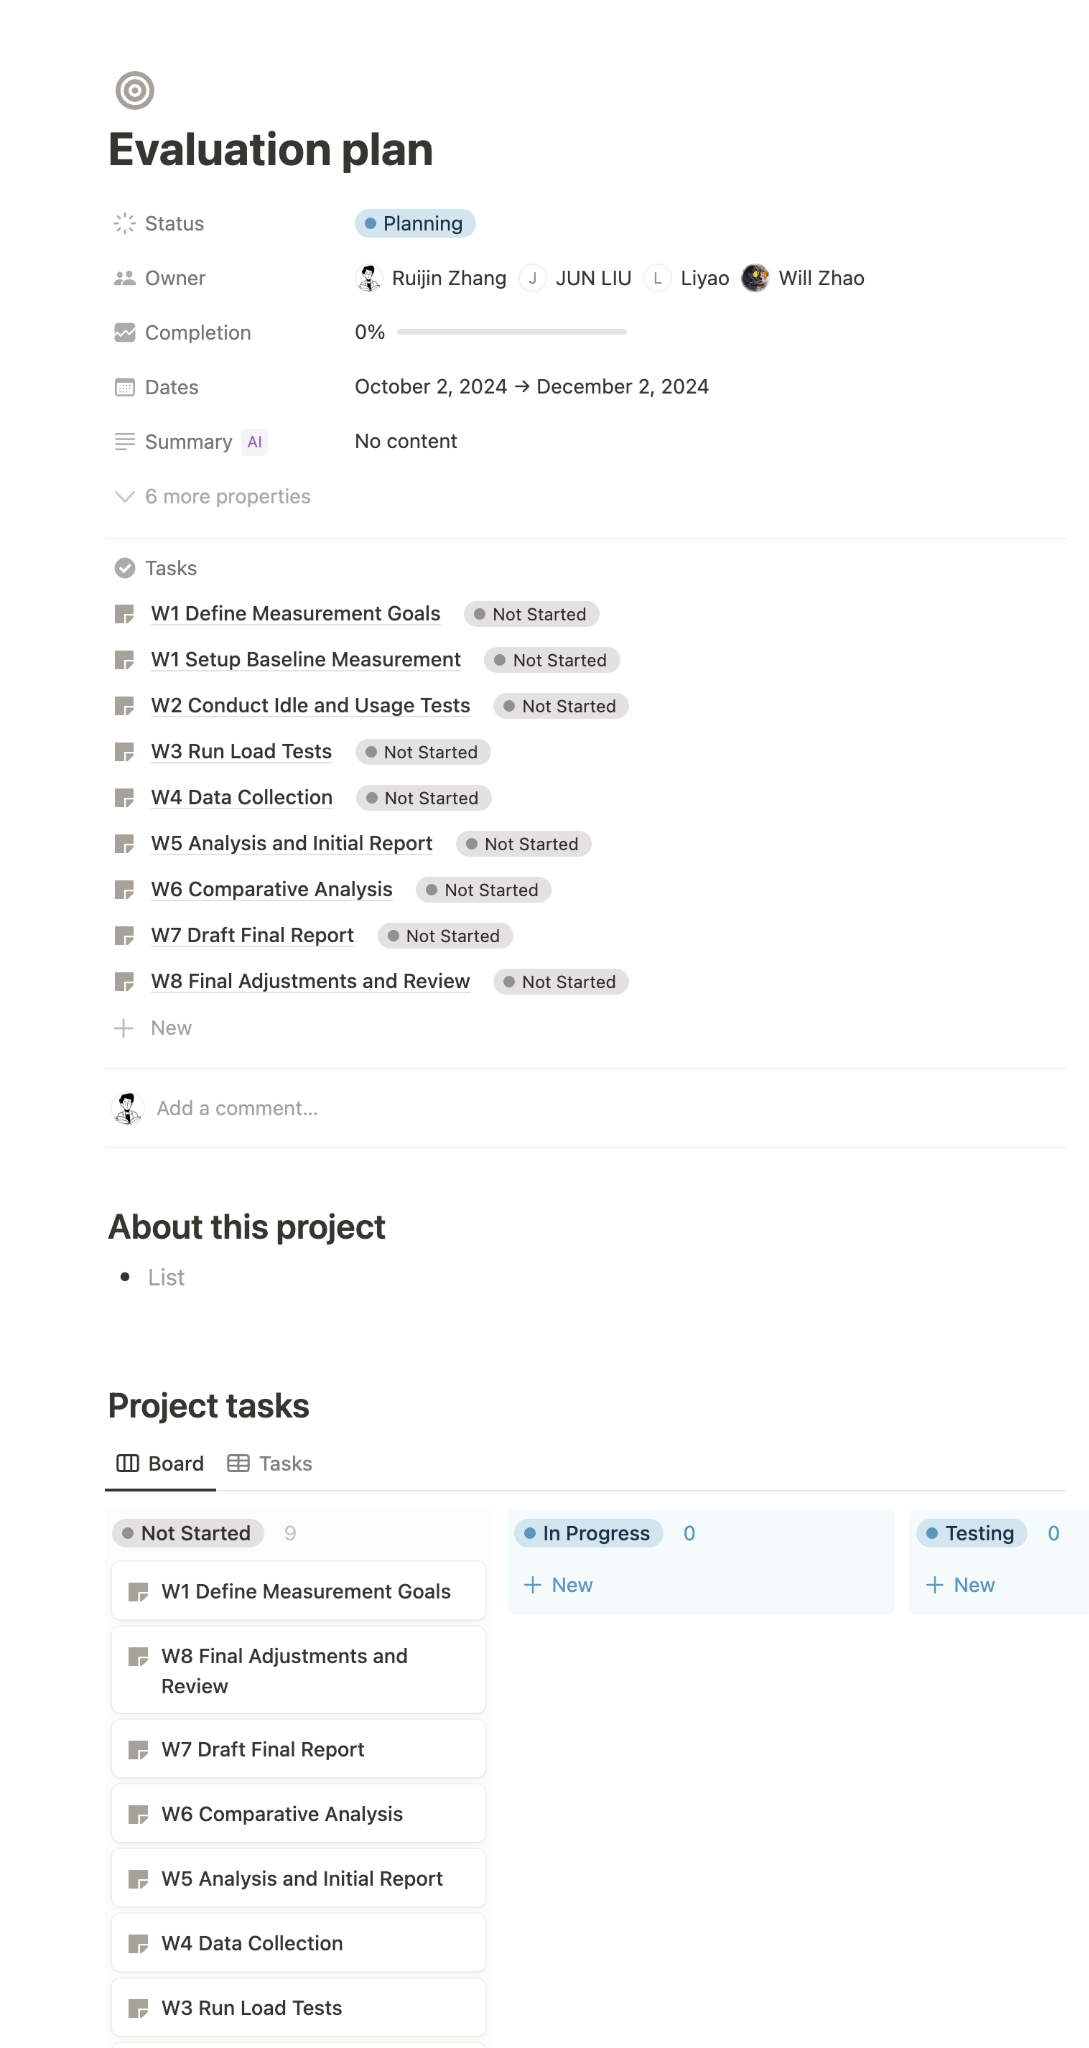 Evaluation plan
Status Planning
Owner Ruijin Zhang J JUN LIU L Liyao Will Zhao
Completion 0%
Dates October 2, 2024 → December 2, 2024
Summary AI No content
6 more properties
Tasks
W1 Define Measurement Goals Not Started
W1 Setup Baseline Measurement Not Started
W2 Conduct Idle and Usage Tests Not Started
W3 Run Load Tests Not Started
W4 Data Collection Not Started
W5 Analysis and Initial Report Not Started
W6 Comparative Analysis Not Started
W7 Draft Final Report Not Started
W8 Final Adjustments and Review Not Started
New
Add a comment...
About this project
• List
Project tasks
Board Tasks
Not Started 9 In Progress 0 Testing 0
New New
W1 Define Measurement Goals
W8 Final Adjustments and
Review
W7 Draft Final Report
W6 Comparative Analysis
W5 Analysis and Initial Report
W4 Data Collection
W3 Run Load Tests